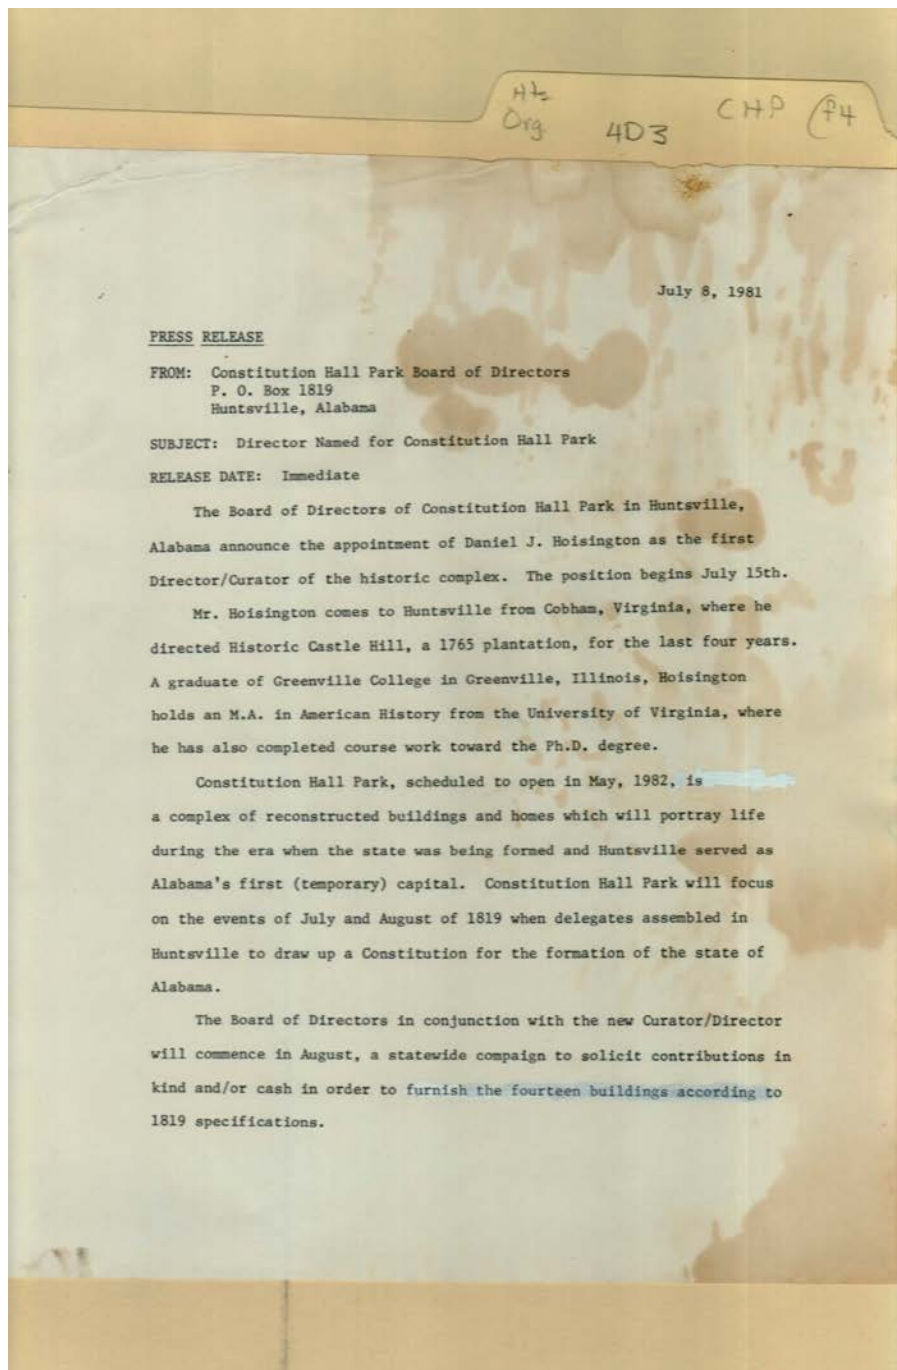 Hts
Org
4D3
CHP
f4
July 8, 1981
PRESS RELEASE
FROM: Constitution Hall Park Board of Directors
P. O. Box 1819
Huntsville, Alabama
SUBJECT: Director Named for Constitution Hall Park
RELEASE DATE: Immediate
The Board of Directors of Constitution Hall Park in Huntsville,
Alabama announce the appointment of Daniel J. Hoisington as the first
Director/Curator of the historic complex. The position begins July 15th.
Mr. Hoisington comes to Huntsville from Cobham, Virginia, where he
directed Historic Castle Hill, a 1765 plantation, for the last four years.
A graduate of Greenville College in Greenville, Illinois, Hoisington
holds an M.A. in American History from the University of Virginia, where
he has also completed course work toward the Ph.D. degree.
Constitution Hall Park, scheduled to open in May, 1982, is
a complex of reconstructed buildings and homes which will portray life
during the era when the state was being formed and Huntsville served as
Alabama's first (temporary) capital. Constitution Hall Park will focus
on the events of July and August of 1819 when delegates assembled in
Huntsville to draw up a Constitution for the formation of the state of
Alabama.
The Board of Directors in conjunction with the new Curator/Director
will commence in August, a statewide compaign to solicit contributions in
kind and/or cash in order to furnish the fourteen buildings according to
1819 specifications.